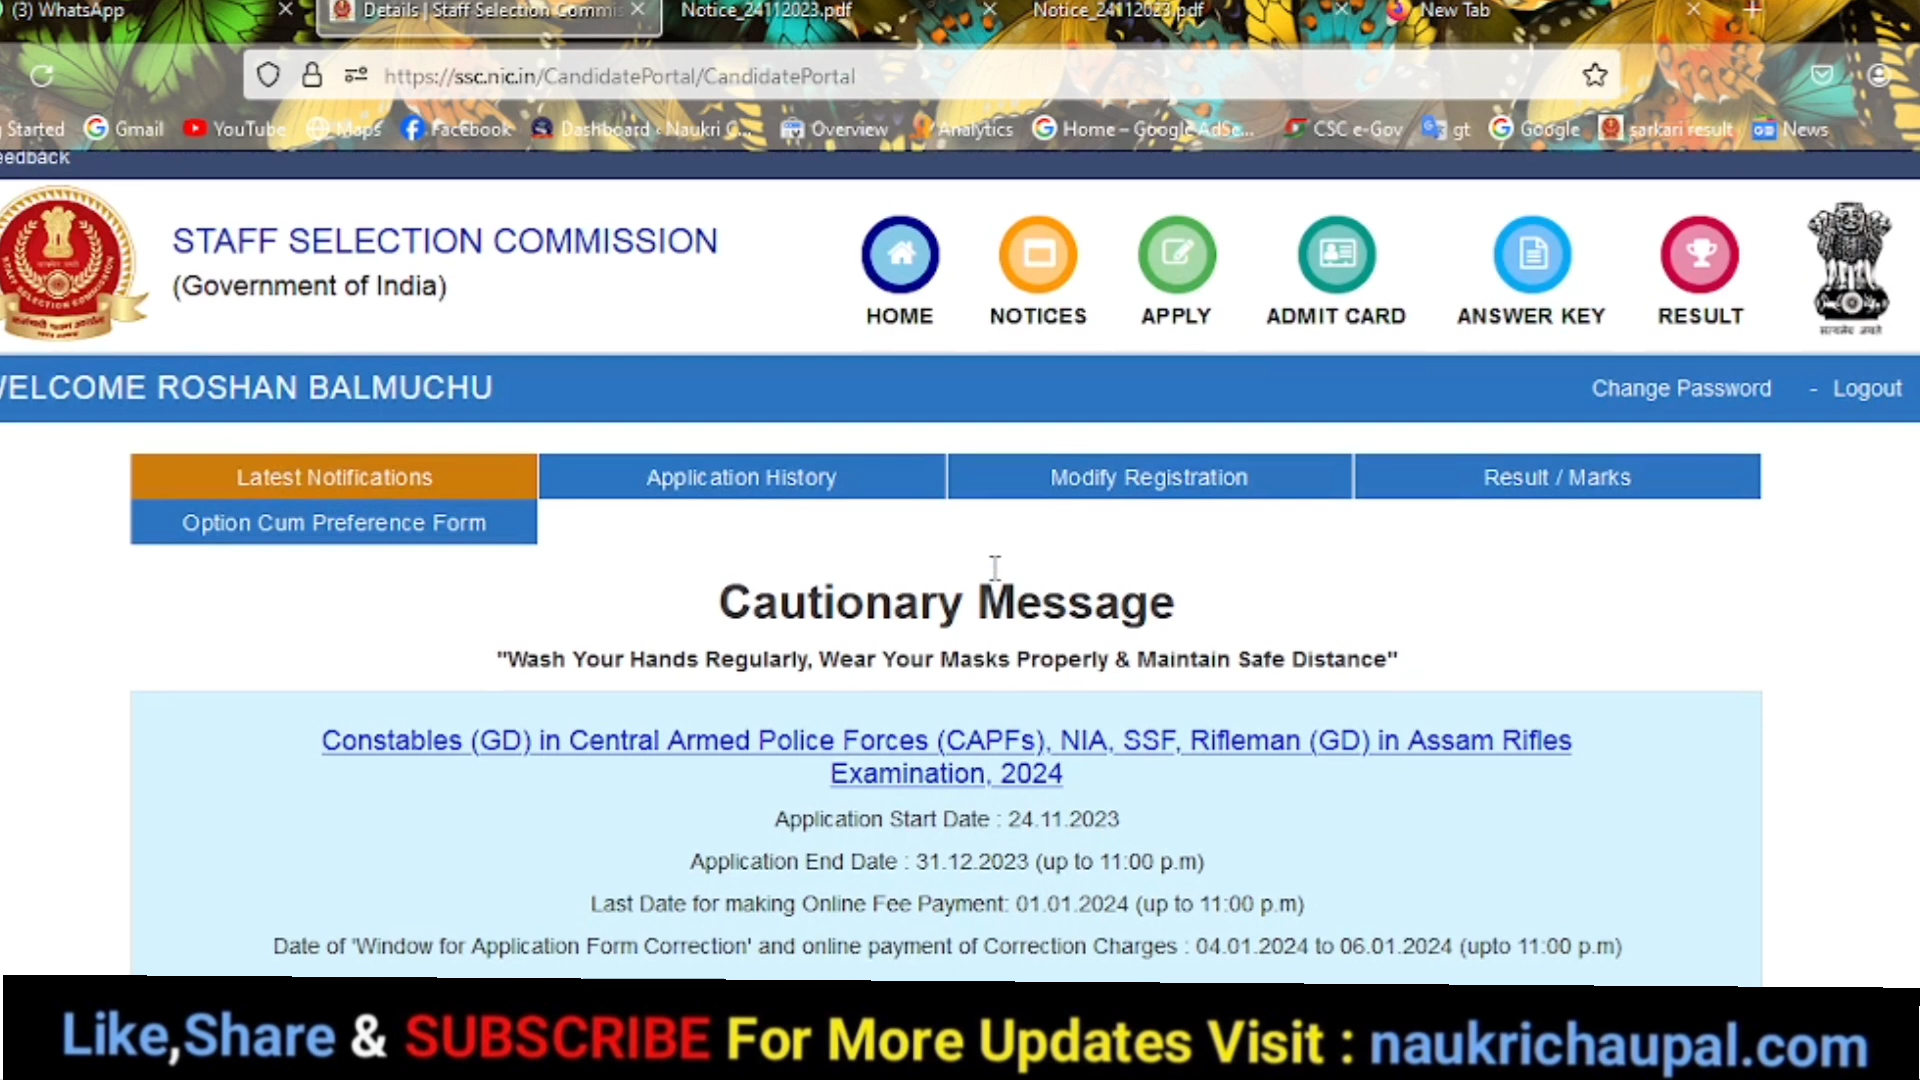 (3) WhatsApp
Details | Staff Selection Commis
Notice_24112023.pdf
Notice_24112023.pdf
New Tab
https://ssc.nic.in/CandidatePortal/CandidatePortal
Started
Gmail
YouTube
Maps
Facebook
Dashboard ‹ Naukri C...
Overview
Analytics
Home – Google AdSe...
CSC e-Gov
gt
Google
sarkari result
News
eedback
STAFF SELECTION COMMISSION
(Government of India)
HOME
NOTICES
APPLY
ADMIT CARD
ANSWER KEY
RESULT
सत्यमेव जयते
WELCOME ROSHAN BALMUCHU
Change Password - Logout
Latest Notifications
Application History
Modify Registration
Result / Marks
Option Cum Preference Form
Cautionary Message
"Wash Your Hands Regularly, Wear Your Masks Properly & Maintain Safe Distance"
Constables (GD) in Central Armed Police Forces (CAPFs), NIA, SSF, Rifleman (GD) in Assam Rifles
Examination, 2024
Application Start Date : 24.11.2023
Application End Date : 31.12.2023 (up to 11:00 p.m)
Last Date for making Online Fee Payment: 01.01.2024 (up to 11:00 p.m)
Date of 'Window for Application Form Correction' and online payment of Correction Charges : 04.01.2024 to 06.01.2024 (upto 11:00 p.m)
Like,Share & SUBSCRIBE For More Updates Visit : naukrichaupal.com